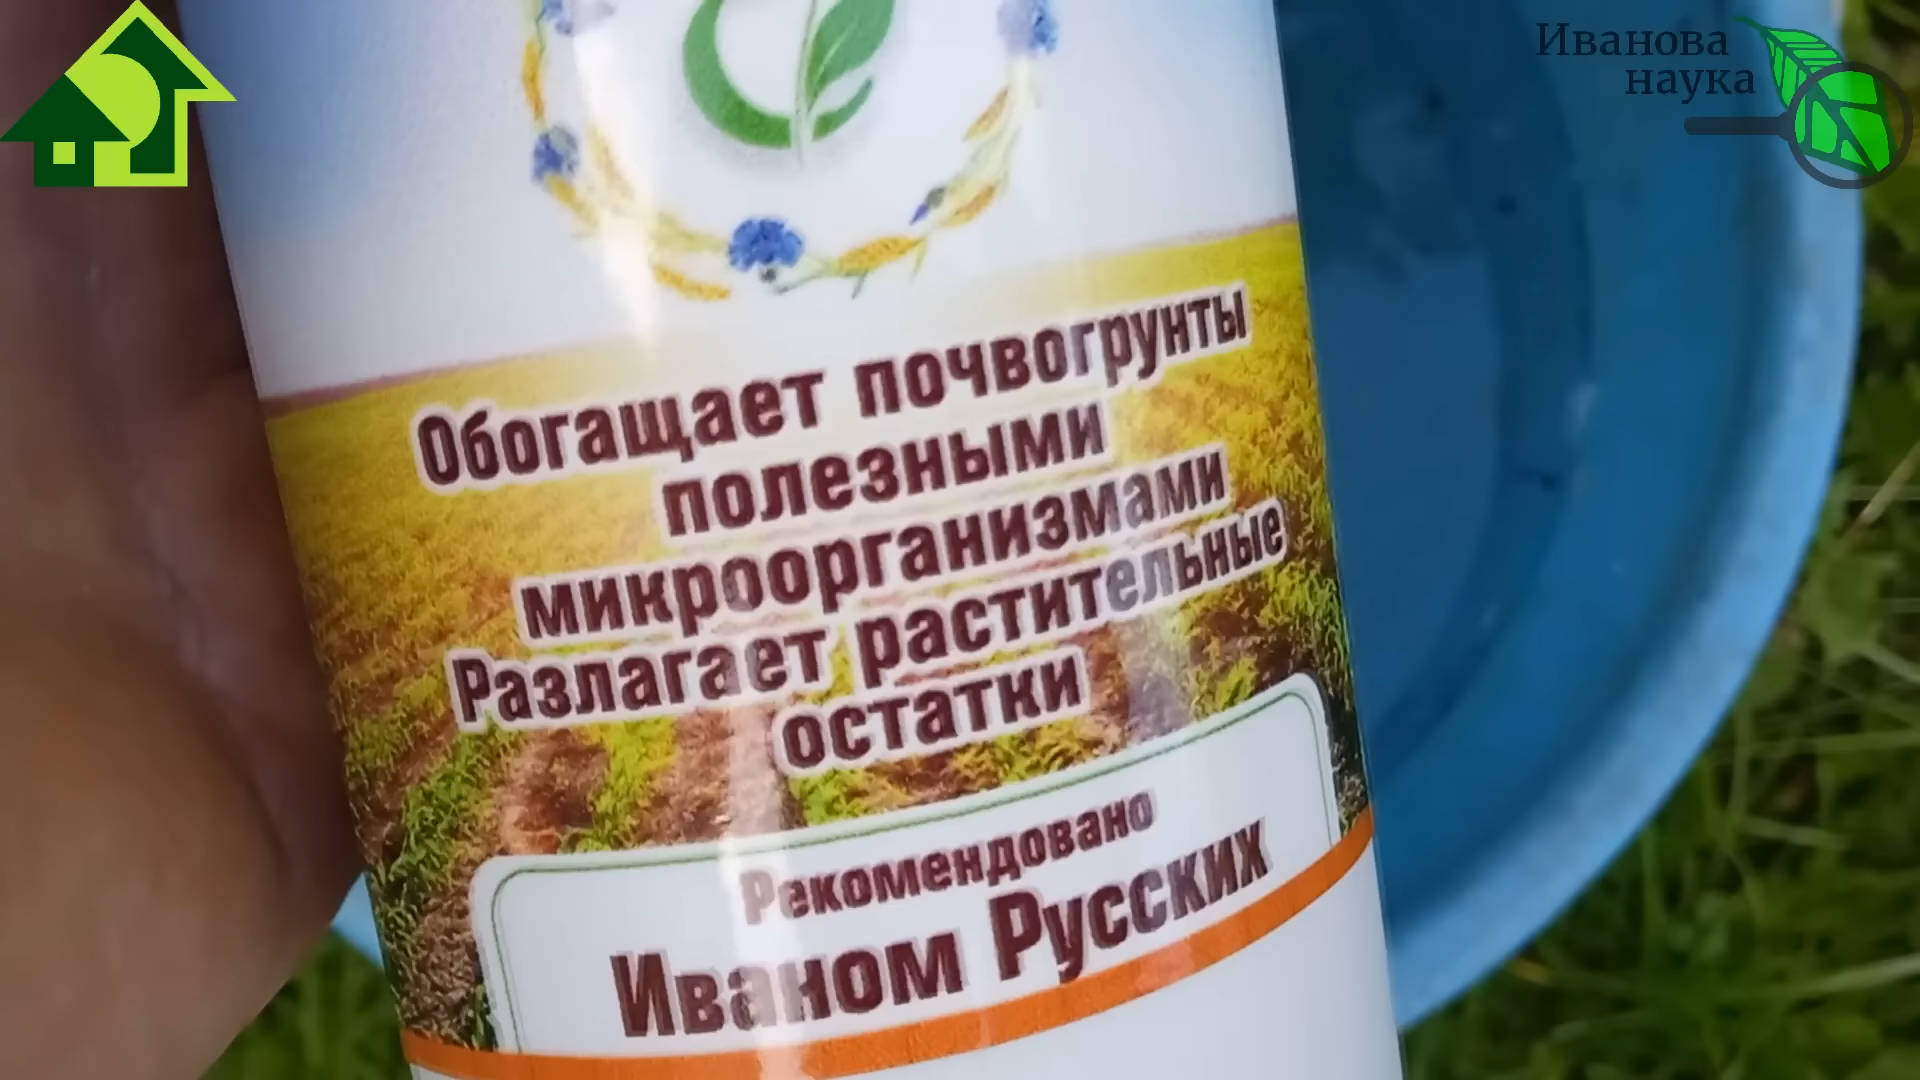 Иванова
наука
Обогащает почвогрунты
полезными
микроорганизмами
Разлагает растительные
остатки
Рекомендовано
Иваном Русских